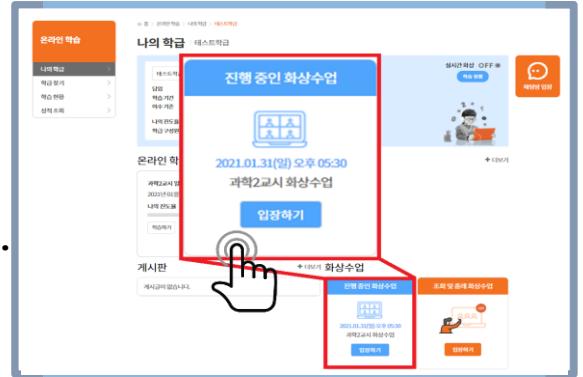 홈 > 온라인학습 > 나의학급 > 테스트학급
온라인 학습
나의 학급 테스트학급
나의 학급
학급 찾기
학습 현황
성적 조회
담임
학습 기간
이수 기준
나의 진도율
학급 구성원
실시간 화상 OFF
학습 현황
채팅방 입장
진행 중인 화상수업
2021.01.31(일) 오후 05:30
과학2교시 화상수업
입장하기
온라인 학
+ 더보기
과학2교시
나의 진도율
학습하기
게시판
+ 더보기
게시글이 없습니다.
화상수업
진행 중인 화상수업
2021.01.31(일) 오후 05:30
과학2교시 화상수업
입장하기
조회 및 종례 화상수업
입장하기